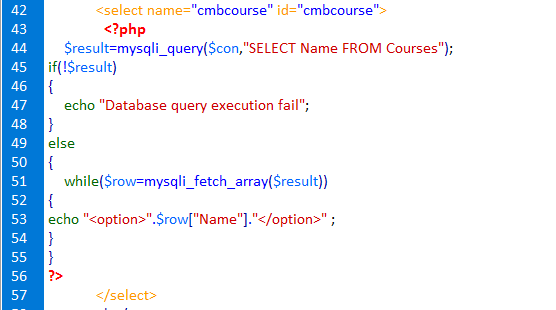 42 <select name="cmbcourse" id="cmbcourse">
43 <?php
44 $result=mysqli_query($con,"SELECT Name FROM Courses");
45 if(!$result)
46 {
47 echo "Database query execution fail";
48 }
49 else
50 {
51 while($row=mysqli_fetch_array($result))
52 {
53 echo "<option>".$row["Name"]."</option>" ;
54 }
55 }
56 ?>
57 </select>